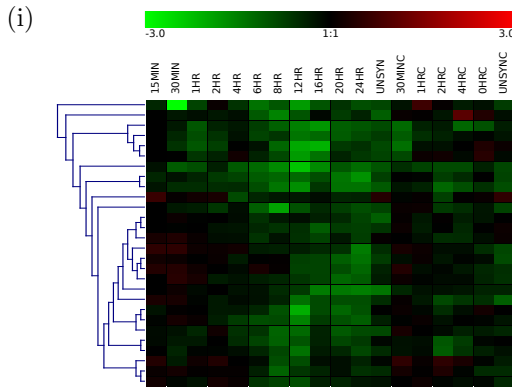 (i)
-3.0 1:1 3.0
15MIN 30MIN 1HR 2HR 4HR 6HR 8HR 12HR 16HR 20HR 24HR UNSYN 30MINC 1HRC 2HRC 4HRC 0HRC UNSYNC